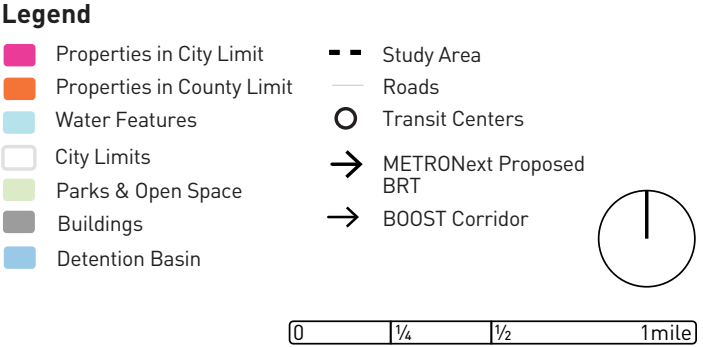 Legend
Properties in City Limit
Properties in County Limit
Water Features
City Limits
Parks & Open Space
Buildings
Detention Basin
Study Area
Roads
Transit Centers
METRONext Proposed
BRT
BOOST Corridor
0 ¼ ½ 1mile